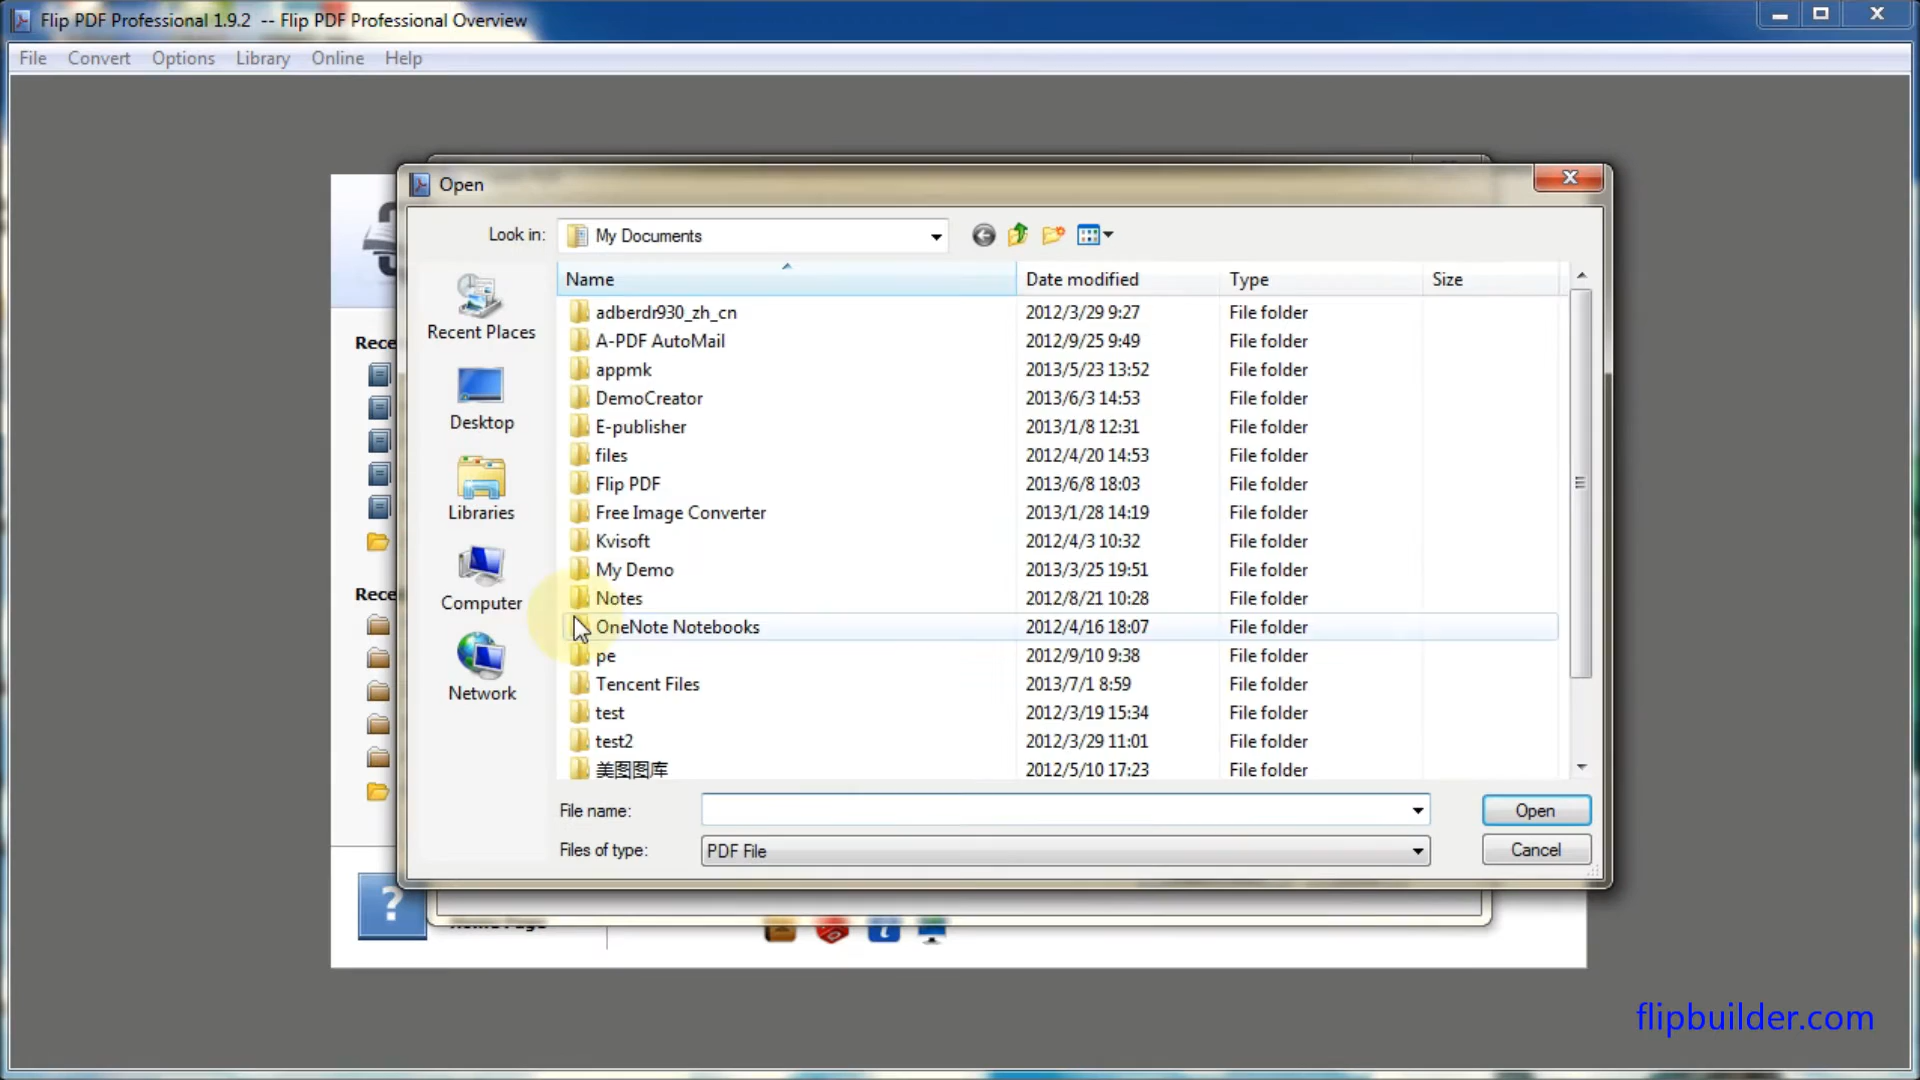 Flip PDF Professional 1.9.2 -- Flip PDF Professional Overview
File Convert Options Library Online Help
Open
Look in: My Documents
Name Date modified Type Size
adberdr930_zh_cn 2012/3/29 9:27 File folder
A-PDF AutoMail 2012/9/25 9:49 File folder
appmk 2013/5/23 13:52 File folder
DemoCreator 2013/6/3 14:53 File folder
E-publisher 2013/1/8 12:31 File folder
files 2012/4/20 14:53 File folder
Flip PDF 2013/6/8 18:03 File folder
Free Image Converter 2013/1/28 14:19 File folder
Kvisoft 2012/4/3 10:32 File folder
My Demo 2013/3/25 19:51 File folder
Notes 2012/8/21 10:28 File folder
OneNote Notebooks 2012/4/16 18:07 File folder
pe 2012/9/10 9:38 File folder
Tencent Files 2013/7/1 8:59 File folder
test 2012/3/19 15:34 File folder
test2 2012/3/29 11:01 File folder
美图图库 2012/5/10 17:23 File folder
Recent Places
Desktop
Libraries
Computer
Network
Rece
Rece
File name: Open
Files of type: PDF File Cancel
?
flipbuilder.com